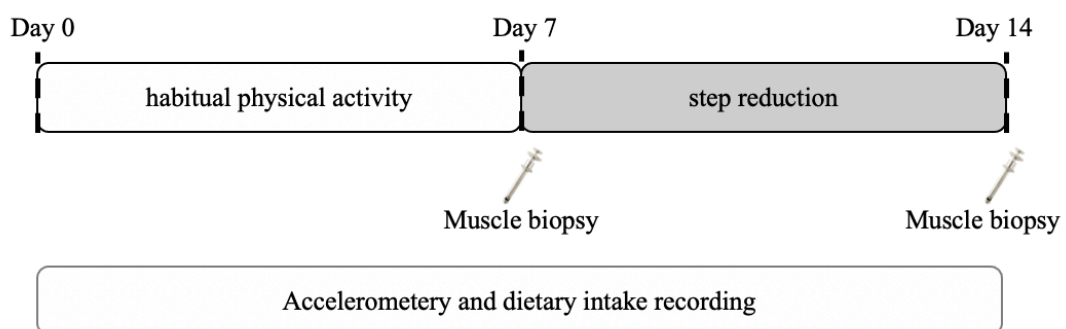 Day 0 Day 7 Day 14
habitual physical activity step reduction
Muscle biopsy Muscle biopsy
Accelerometery and dietary intake recording